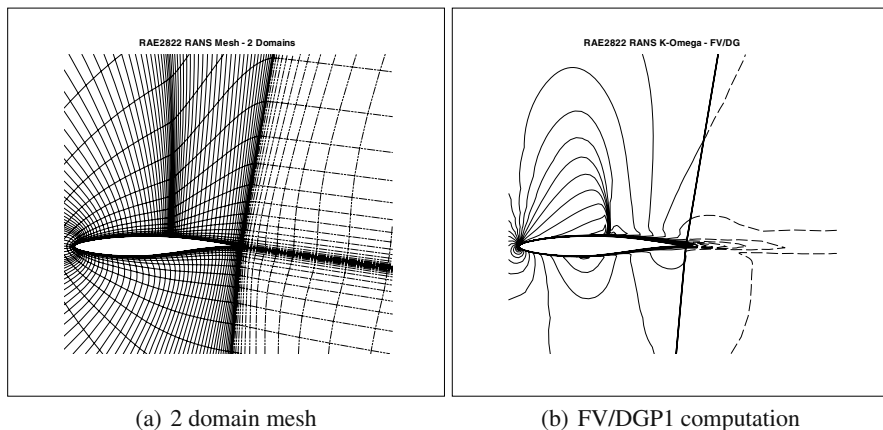 RAE2822 RANS Mesh - 2 Domains
RAE2822 RANS K-Omega - FV/DG
(a) 2 domain mesh
(b) FV/DGP1 computation